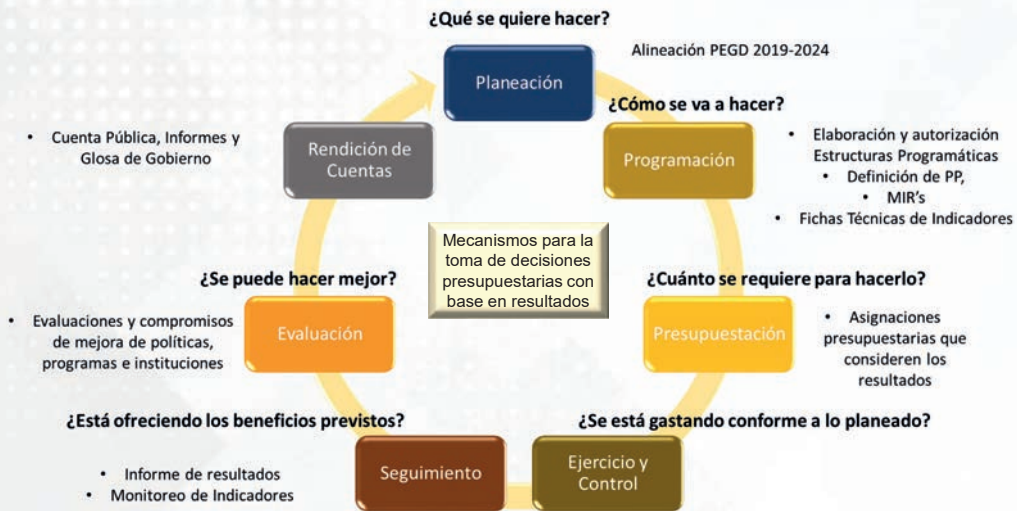 ¿Qué se quiere hacer?
Planeación
Alineación PEGD 2019-2024
¿Cómo se va a hacer?
Programación
• Elaboración y autorización
Estructuras Programáticas
• Definición de PP,
• MIR's
• Fichas Técnicas de Indicadores
¿Cuánto se requiere para hacerlo?
Presupuestación
• Asignaciones
presupuestarias que
consideren los
resultados
¿Se está gastando conforme a lo planeado?
Ejercicio y
Control
¿Está ofreciendo los beneficios previstos?
Seguimiento
• Informe de resultados
• Monitoreo de Indicadores
¿Se puede hacer mejor?
Evaluación
• Evaluaciones y compromisos
de mejora de políticas,
programas e instituciones
Rendición de
Cuentas
• Cuenta Pública, Informes y
Glosa de Gobierno
Mecanismos para la
toma de decisiones
presupuestarias con
base en resultados